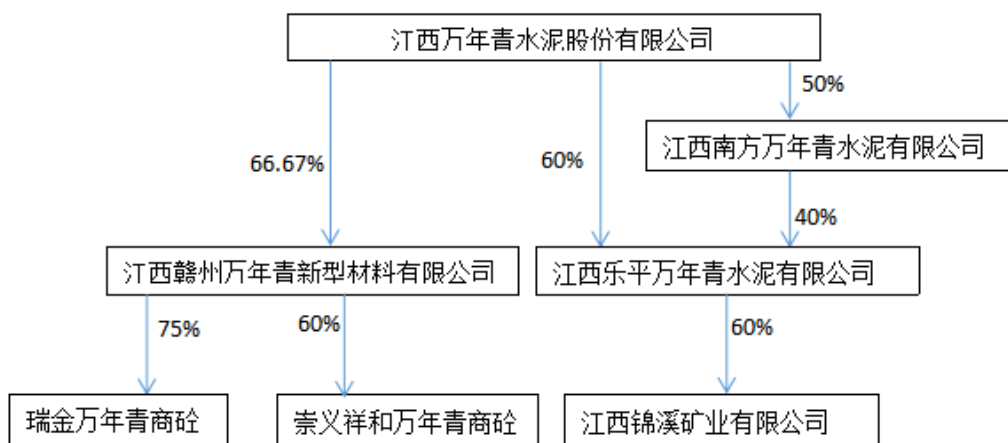 江西万年青水泥股份有限公司
50%
江西南方万年青水泥有限公司
66.67%
60%
40%
江西赣州万年青新型材料有限公司
江西乐平万年青水泥有限公司
75%
60%
60%
瑞金万年青商砼
崇义祥和万年青商砼
江西锦溪矿业有限公司